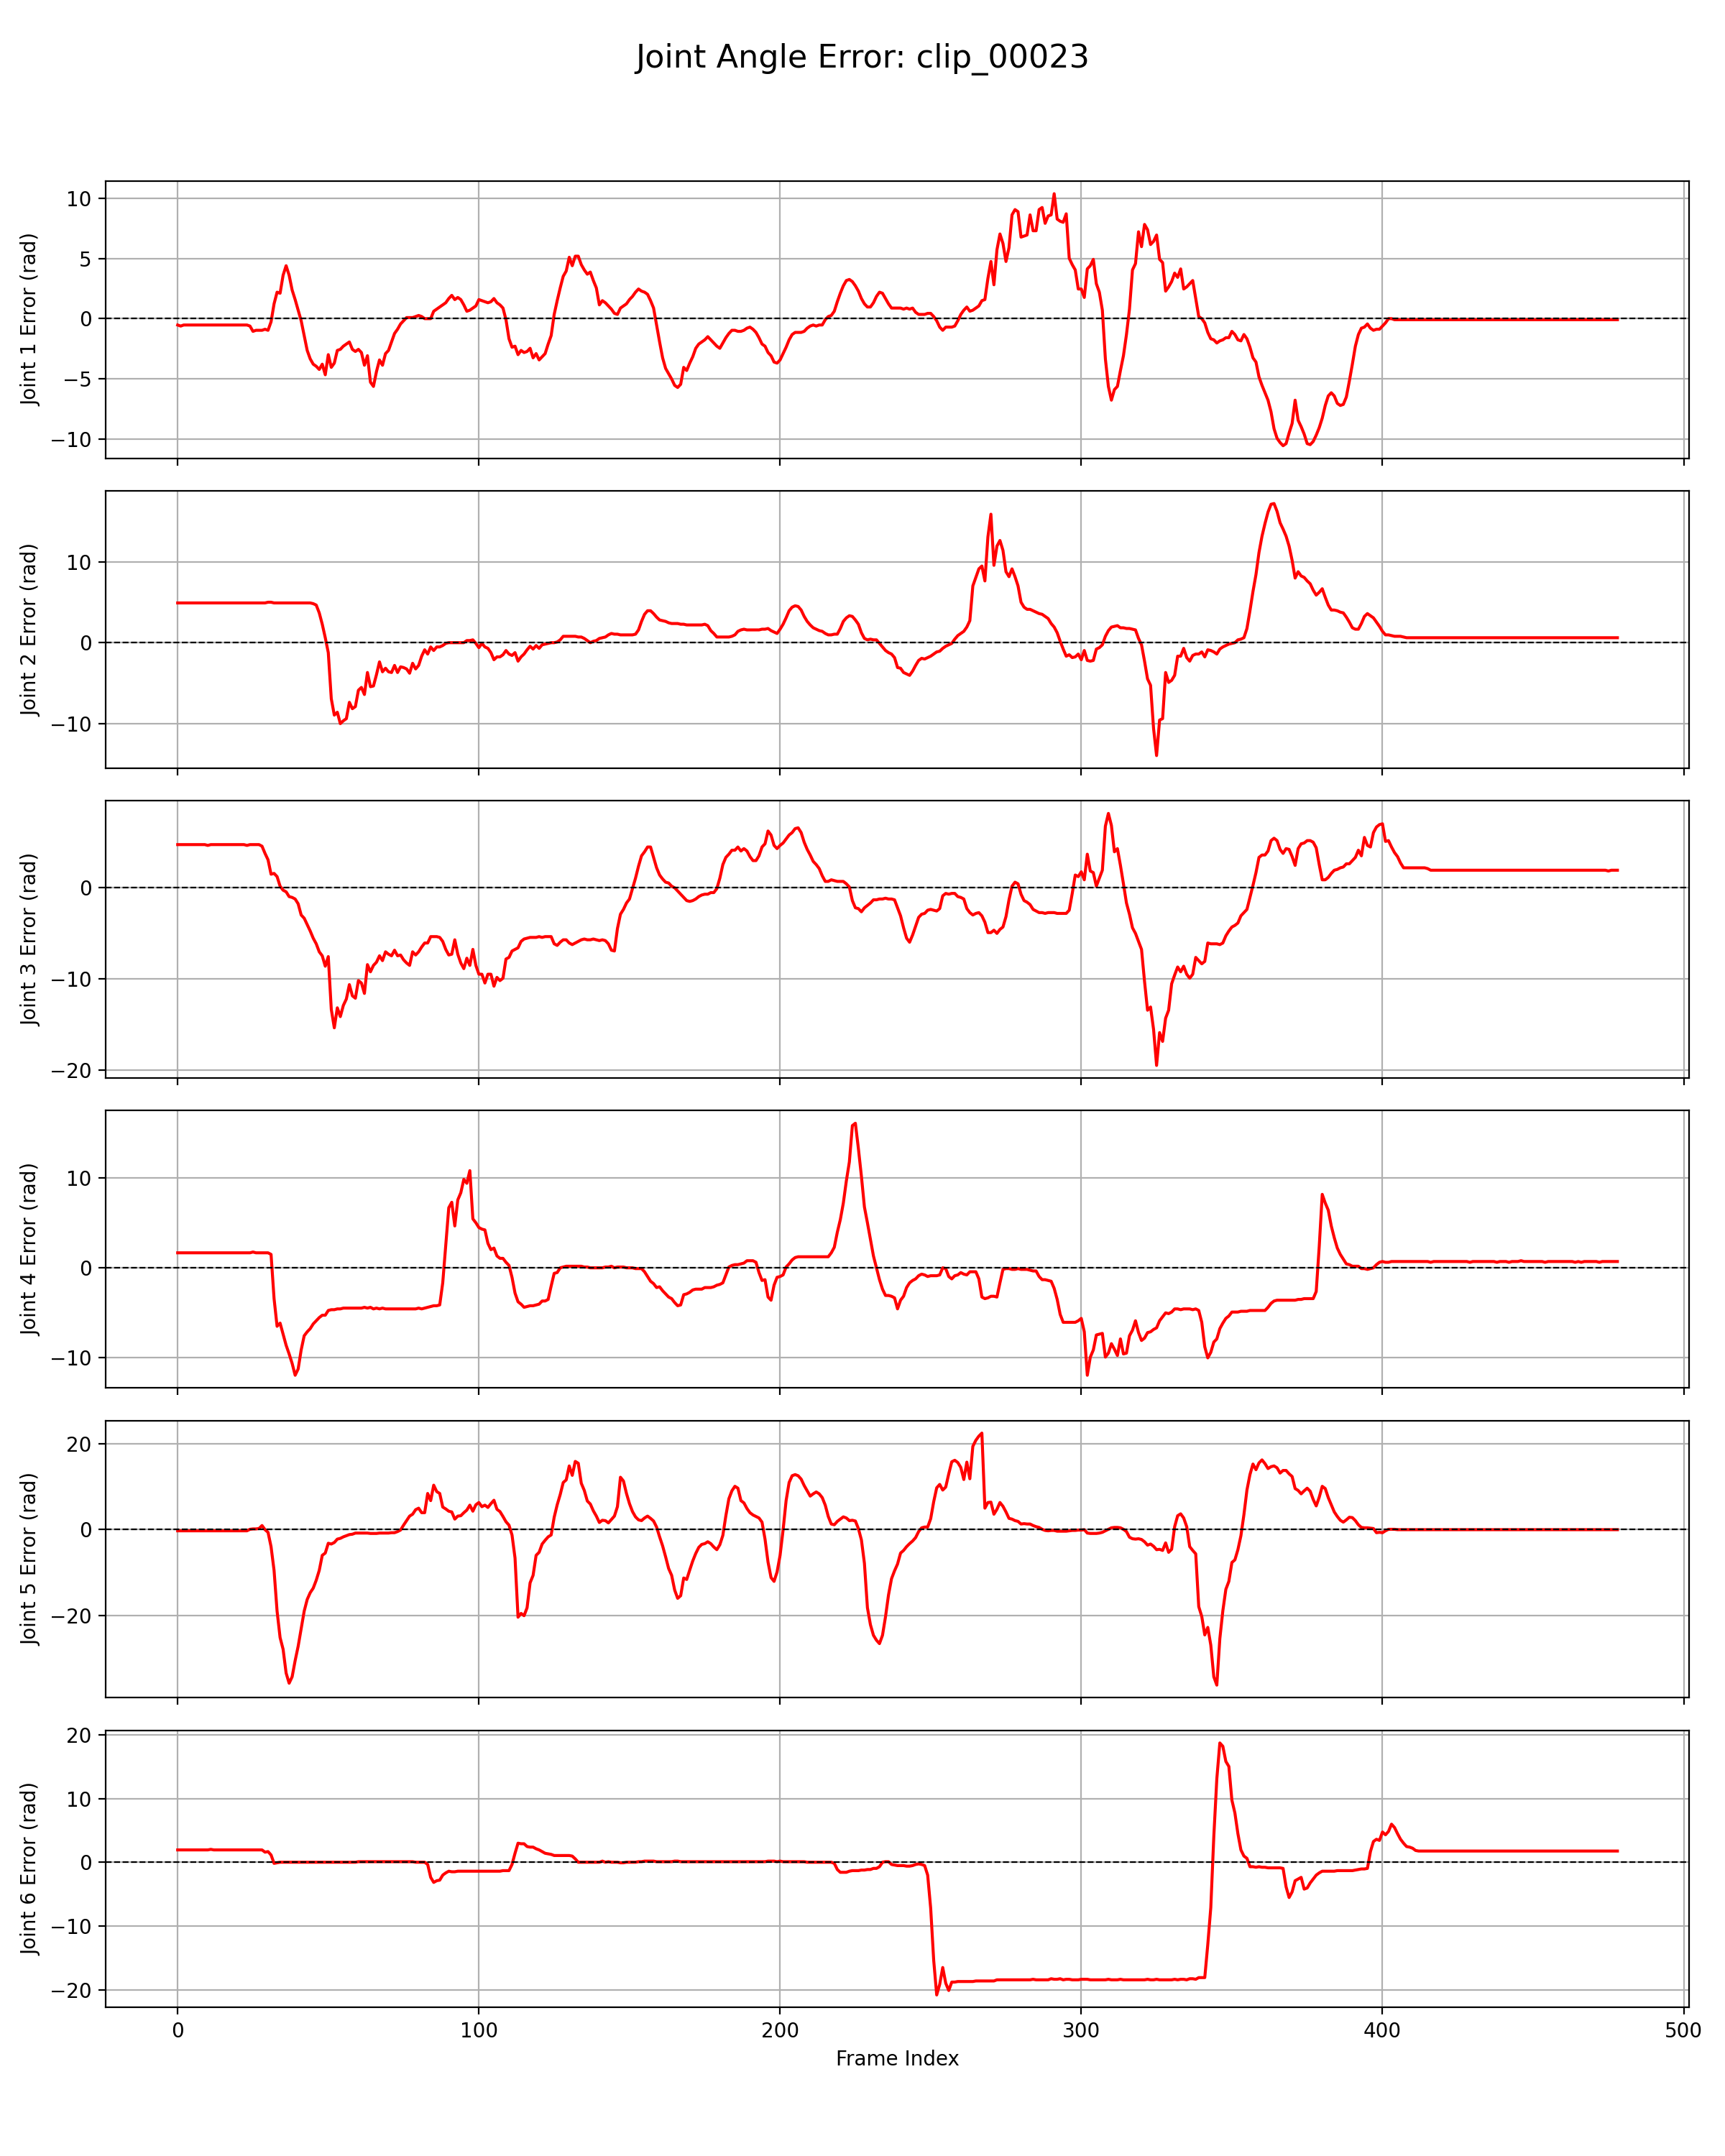 Joint Angle Error: clip_00023
10
5
0
−5
−10
Joint 1 Error (rad)
10
0
−10
Joint 2 Error (rad)
0
−10
−20
Joint 3 Error (rad)
10
0
−10
Joint 4 Error (rad)
20
0
−20
Joint 5 Error (rad)
20
10
0
−10
−20
Joint 6 Error (rad)
0 100 200 300 400 500
Frame Index